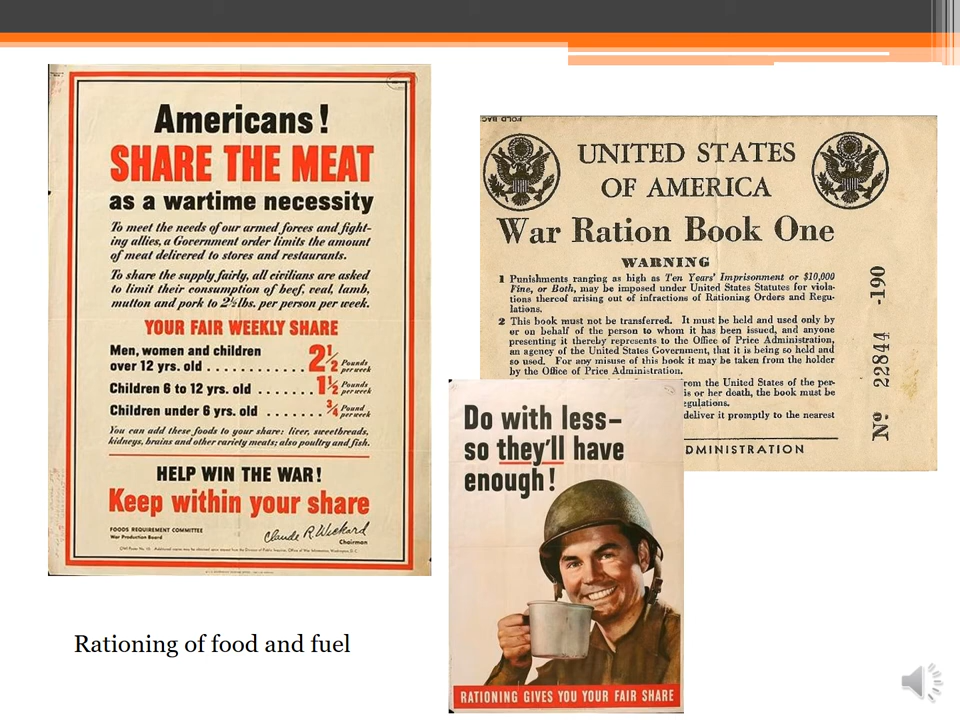 Americans!
SHARE THE MEAT
as a wartime necessity
To meet the needs of our armed forces and fight-
ing allies, a Government order limits the amount
of meat delivered to stores and restaurants.
To share the supply fairly, all civilians are asked
to limit their consumption of beef, veal, lamb,
mutton and pork to 2½ lbs. per person per week.
YOUR FAIR WEEKLY SHARE
Men, women and children
over 12 yrs. old . . . . . . . . . . . . 2½ Pounds per week
Children 6 to 12 yrs. old . . . . . . . 1½ Pounds per week
Children under 6 yrs. old . . . . . . ¾ Pound per week
You can add these foods to your share: liver, sweetbreads,
kidneys, brains and other variety meats; also poultry and fish.
HELP WIN THE WAR!
Keep within your share
FOODS REQUIREMENT COMMITTEE
War Production Board
Claude R. Wickard
Chairman
FOLD BAC
UNITED STATES
OF AMERICA
War Ration Book One
WARNING
1 Punishments ranging as high as Ten Years' Imprisonment or $10,000
Fine, or Both, may be imposed under United States Statutes for viola-
tions thereof arising out of infractions of Rationing Orders and Regu-
lations.
2 This book must not be transferred. It must be held and used only by
or on behalf of the person to whom it has been issued, and anyone
presenting it thereby represents to the Office of Price Administration,
an agency of the United States Government, that it is being so held and
so used. For any misuse of this book it may be taken from the holder
by the Office of Price Administration.
rom the United States of the per-
is or her death, the book must be
egulations.
deliver it promptly to the nearest
DMINISTRATION
Nº 22844 -190
Do with less–
so they'll have
enough!
RATIONING GIVES YOU YOUR FAIR SHARE
Rationing of food and fuel